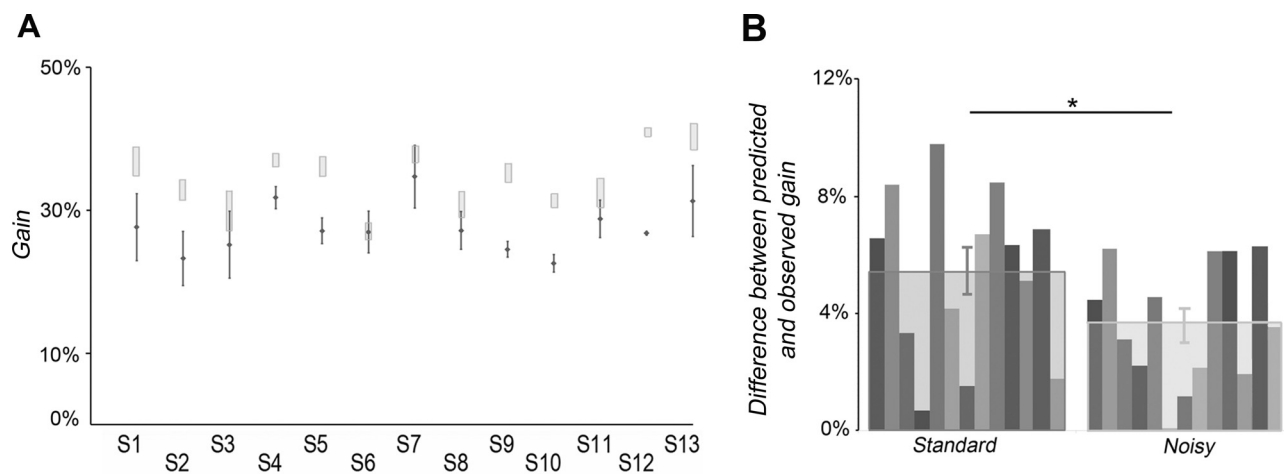 A
50%
30%
10%
0%
Gain
S1
S2
S3
S4
S5
S6
S7
S8
S9
S10
S11
S12
S13
B
12%
8%
4%
0%
Difference between predicted
and observed gain
*
Standard
Noisy